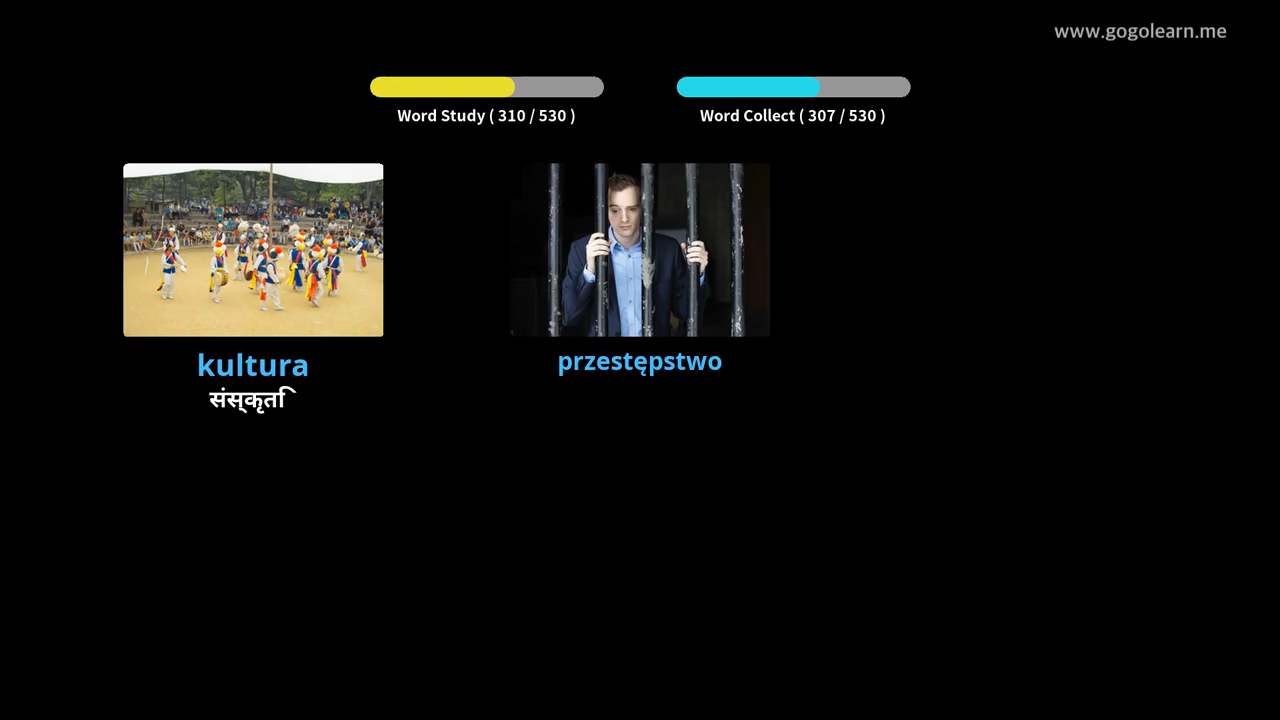 www.gogolearn.me
Word Study ( 310 / 530 )
Word Collect ( 307 / 530 )
kultura
संस्कृति
przestępstwo